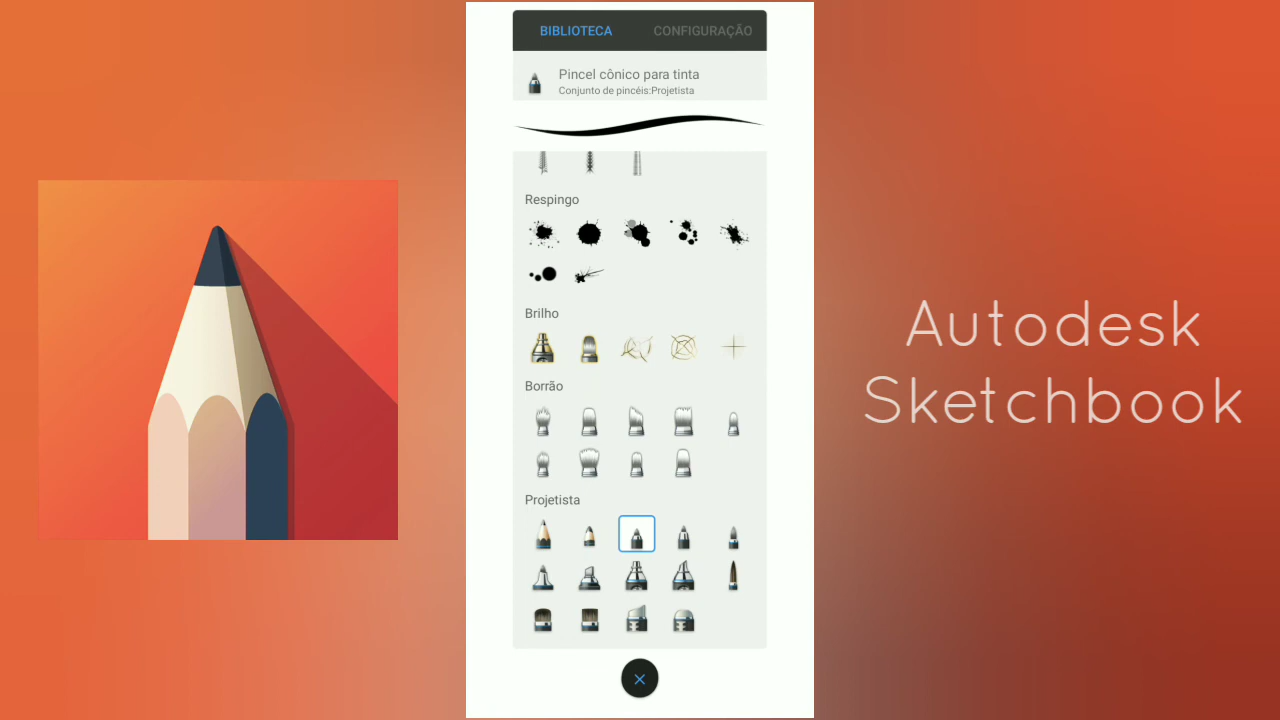 BIBLIOTECA
CONFIGURAÇÃO
Pincel cônico para tinta
Conjunto de pincéis:Projetista
Respingo
Brilho
Borrão
Projetista
Autodesk
Sketchbook